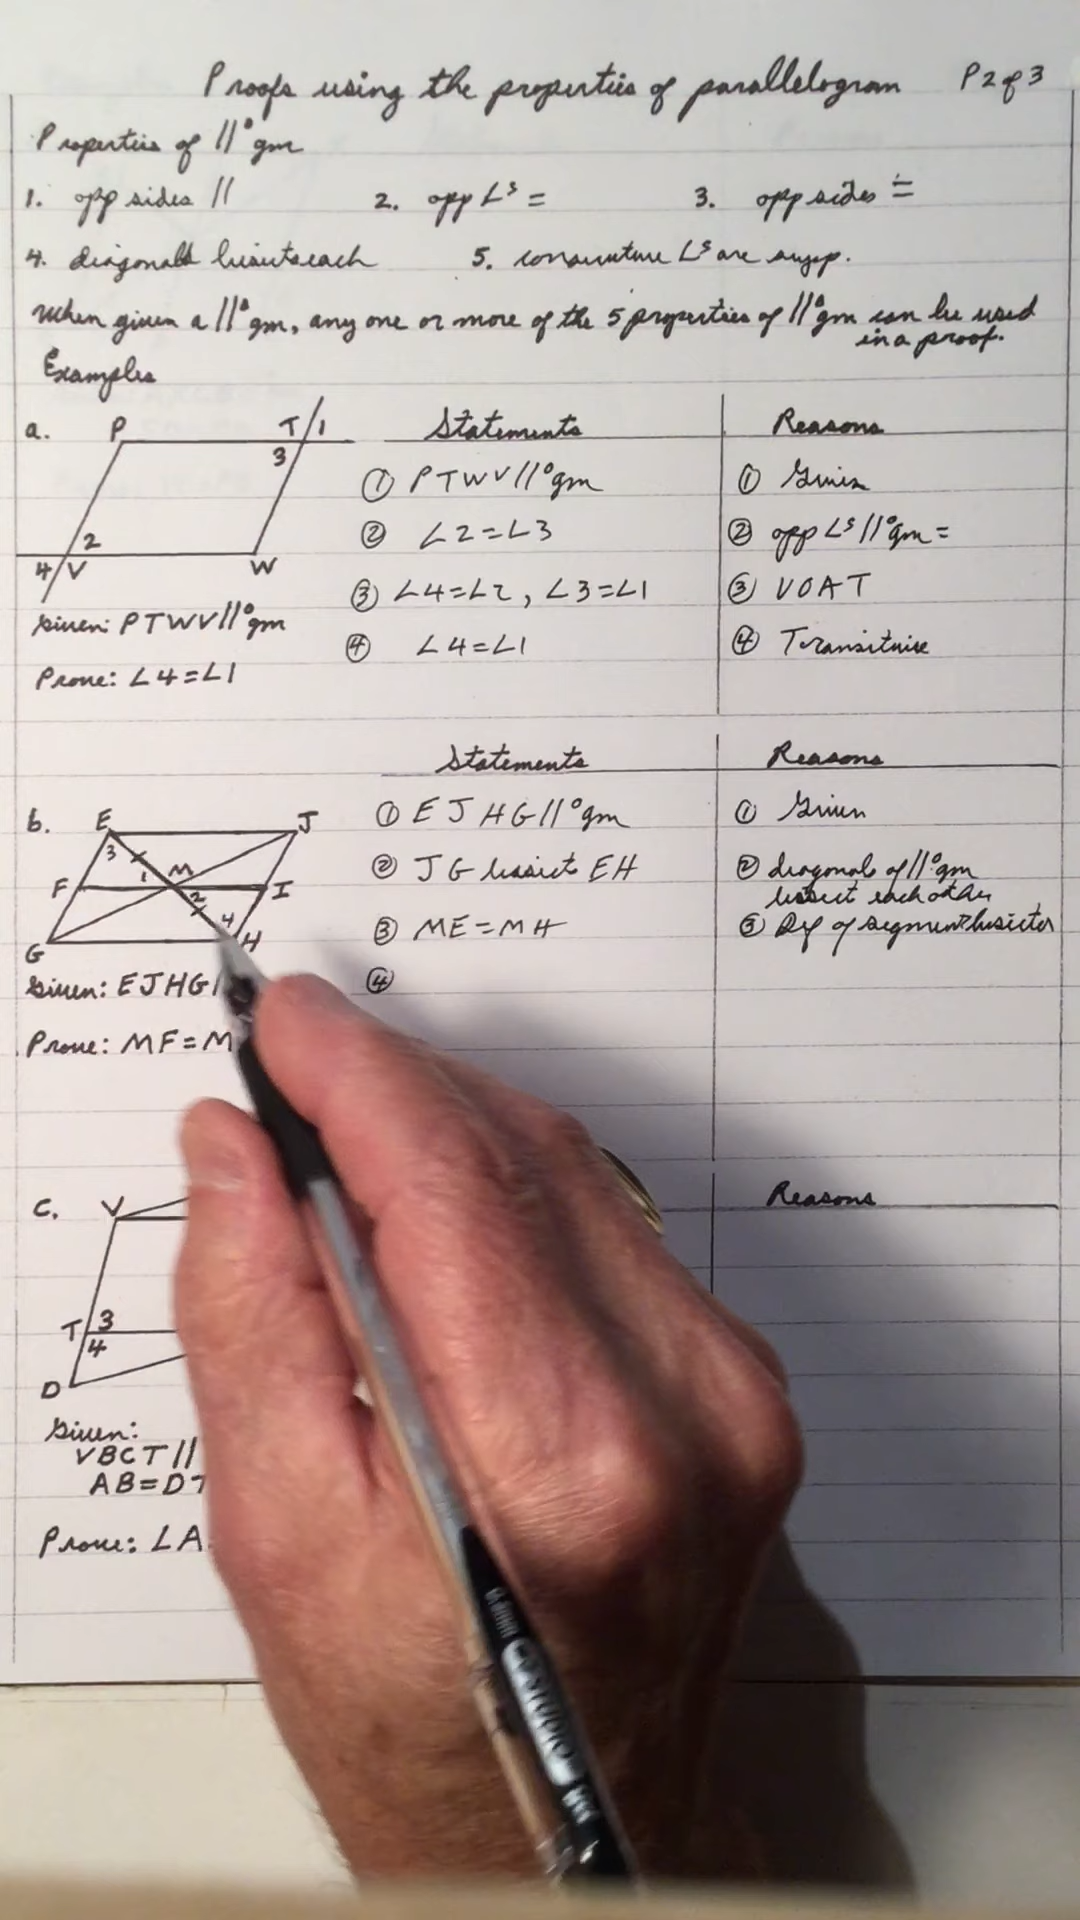 Proofs using the properties of parallelogram P2of3
Properties of ||°gm
1. opp sides || 2. opp ∠s = 3. opp sides ≅
4. diagonals bisects each 5. consecutive ∠s are supp.
When given a ||°gm, any one or more of the 5 properties of ||°gm can be used
in a proof.
Examples
a. P T 1 3 2 4 V W
Statements Reasons
① PTWV||°gm ① Given
② ∠2=∠3 ② opp ∠s ||°gm =
③ ∠4=∠2, ∠3=∠1 ③ VOAT
④ ∠4=∠1 ④ Transitive
Given: PTWV||°gm
Prove: ∠4=∠1
Statements Reasons
b. E J 3 M 1 F 2 I 4 G H
① EJHG||°gm ① Given
② JG bisect EH ② diagonals of ||°gm
bisect each other
③ ME=MH ③ Def of segment bisector
④
Given: EJHG
Prove: MF=M
c. V T 3 4 D
Reasons
Given:
VBCT||
AB=DT
Prove: ∠A
STUDIO